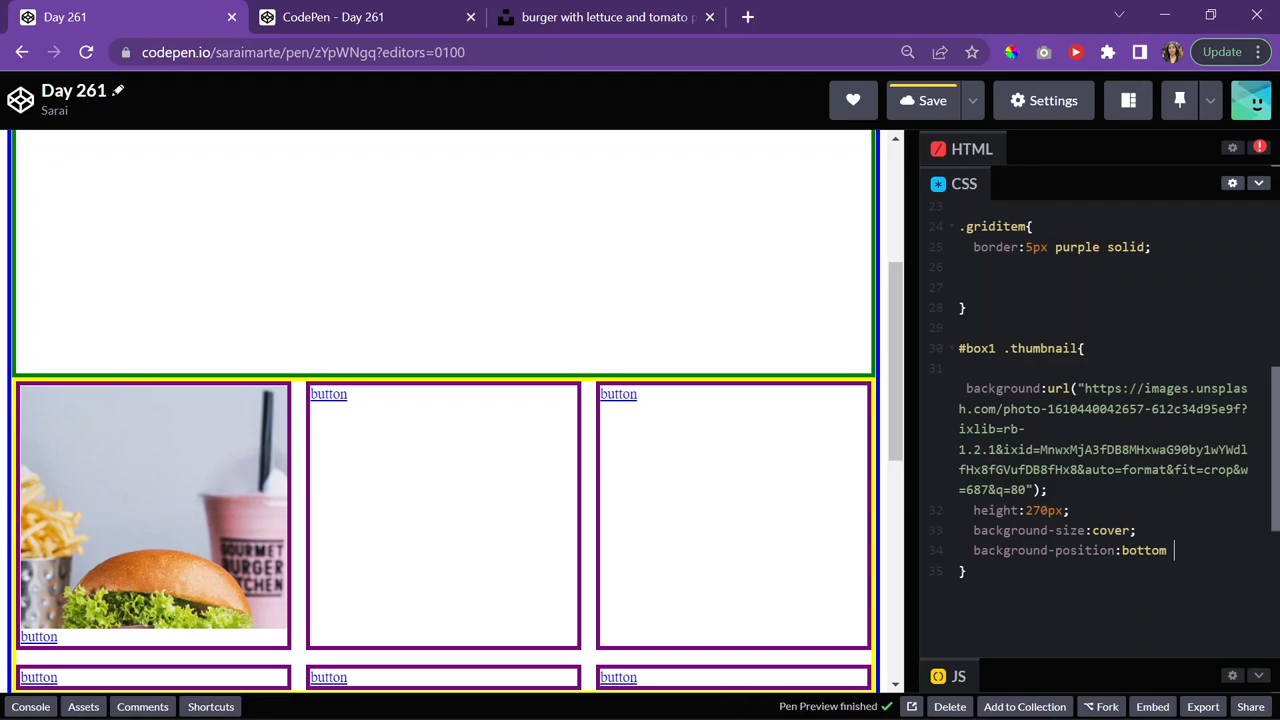 Day 261
CodePen - Day 261
burger with lettuce and tomato p
codepen.io/saraimarte/pen/zYpWNgq?editors=0100
Update
Day 261
Sarai
Save
Settings
HTML
CSS
23
24 .griditem{
25 border:5px purple solid;
26
27
28 }
29
30 #box1 .thumbnail{
31
background:url("https://images.unsplas
h.com/photo-1610440042657-612c34d95e9f?
ixlib=rb-
1.2.1&ixid=MnwxMjA3fDB8MHxwaG90by1wYWdl
fHx8fGVufDB8fHx8&auto=format&fit=crop&w
=687&q=80");
32 height:270px;
33 background-size:cover;
34 background-position:bottom
35 }
button
button
GOURMET
BURGER
KITCHEN
button
button
button
button
JS
Console
Assets
Comments
Shortcuts
Pen Preview finished
Delete
Add to Collection
Fork
Embed
Export
Share